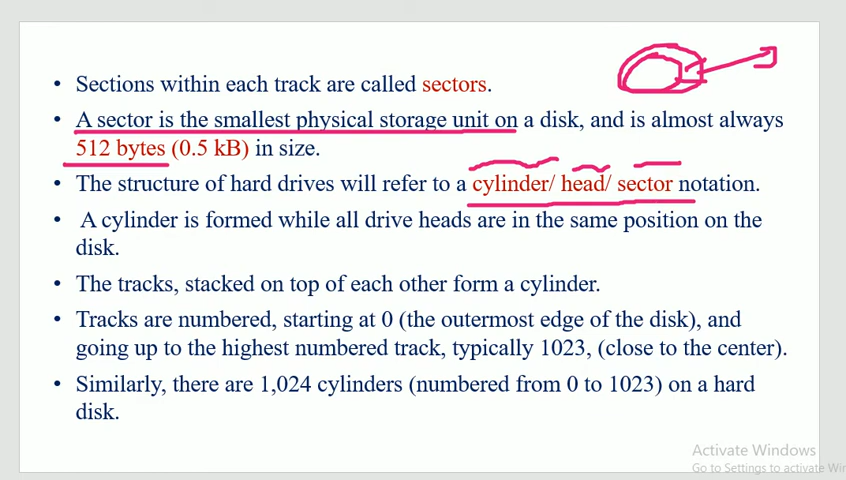 • Sections within each track are called sectors.
• A sector is the smallest physical storage unit on a disk, and is almost always
512 bytes (0.5 kB) in size.
• The structure of hard drives will refer to a cylinder/ head/ sector notation.
• A cylinder is formed while all drive heads are in the same position on the
disk.
• The tracks, stacked on top of each other form a cylinder.
• Tracks are numbered, starting at 0 (the outermost edge of the disk), and
going up to the highest numbered track, typically 1023, (close to the center).
• Similarly, there are 1,024 cylinders (numbered from 0 to 1023) on a hard
disk.
Activate Windows
Go to Settings to activate Wir